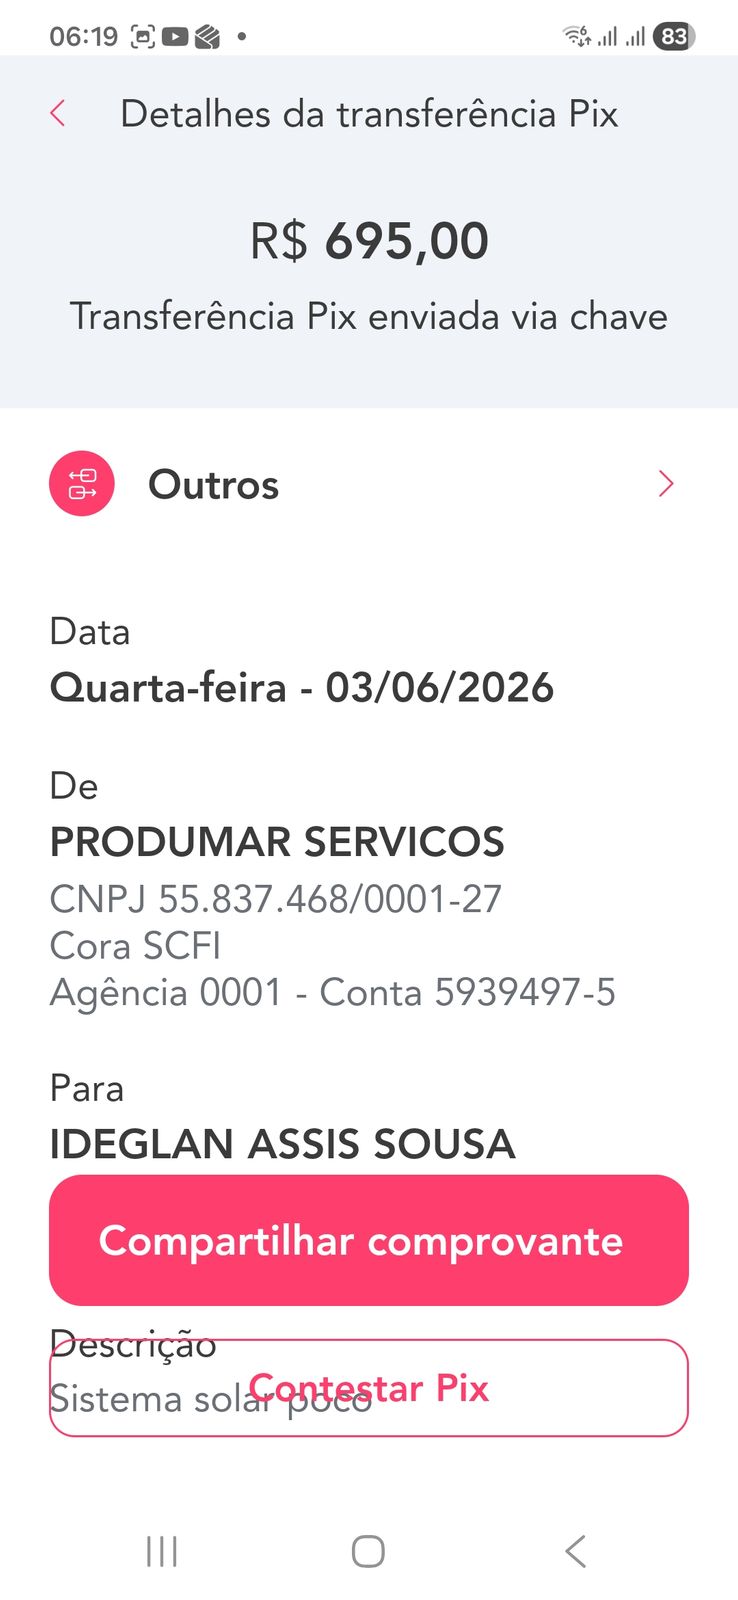 06:19
83
Detalhes da transferência Pix
R$ 695,00
Transferência Pix enviada via chave
Outros
Data
Quarta-feira - 03/06/2026
De
PRODUMAR SERVICOS
CNPJ 55.837.468/0001-27
Cora SCFI
Agência 0001 - Conta 5939497-5
Para
IDEGLAN ASSIS SOUSA
Compartilhar comprovante
Descrição
Contestar Pix
Sistema solar poco